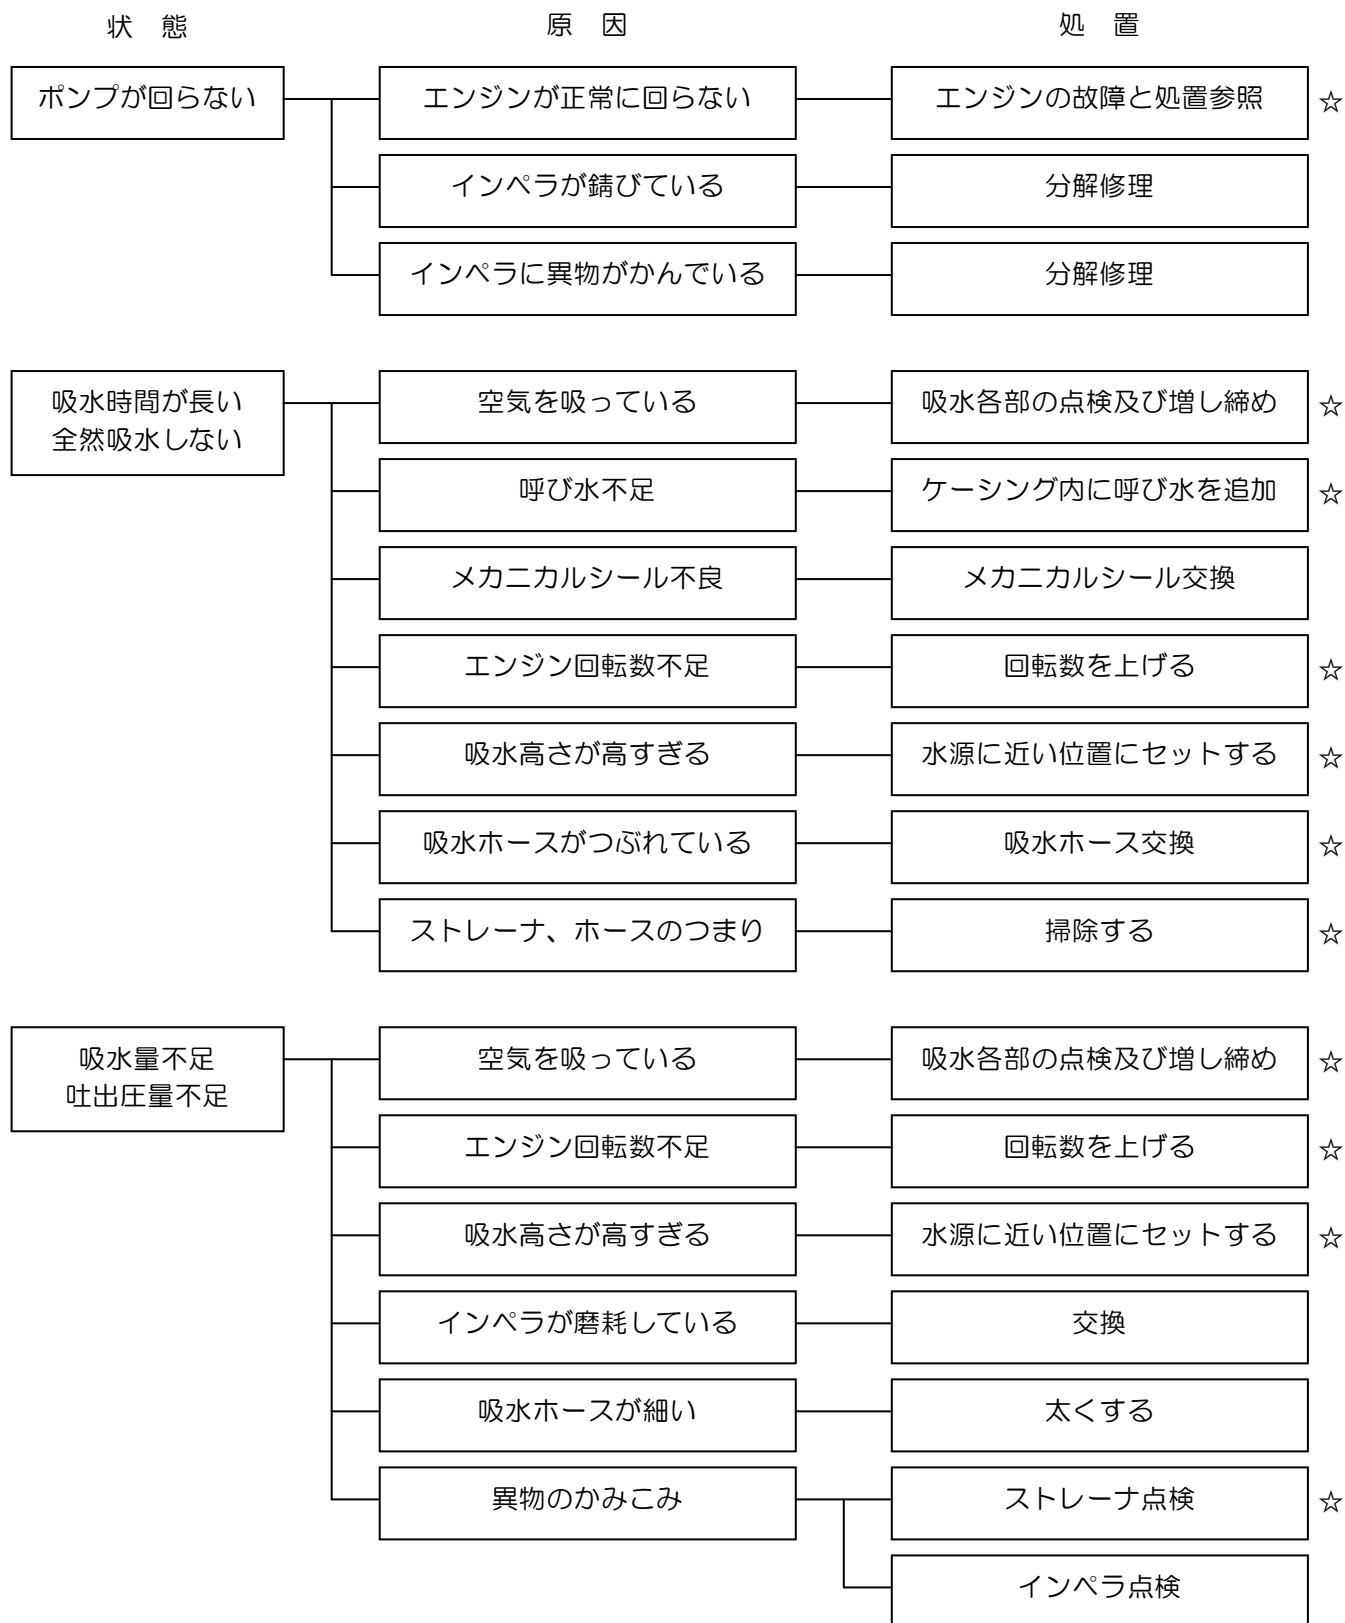 状　態　原　因　処　置
ポンプが回らない　エンジンが正常に回らない　エンジンの故障と処置参照　☆
インペラが錆びている　分解修理
インペラに異物がかんでいる　分解修理
吸水時間が長い　空気を吸っている　吸水各部の点検及び増し締め　☆
全然吸水しない
呼び水不足　ケーシング内に呼び水を追加　☆
メカニカルシール不良　メカニカルシール交換
エンジン回転数不足　回転数を上げる　☆
吸水高さが高すぎる　水源に近い位置にセットする　☆
吸水ホースがつぶれている　吸水ホース交換　☆
ストレーナ、ホースのつまり　掃除する　☆
吸水量不足　空気を吸っている　吸水各部の点検及び増し締め　☆
吐出圧量不足
エンジン回転数不足　回転数を上げる　☆
吸水高さが高すぎる　水源に近い位置にセットする　☆
インペラが磨耗している　交換
吸水ホースが細い　太くする
異物のかみこみ　ストレーナ点検　☆
インペラ点検